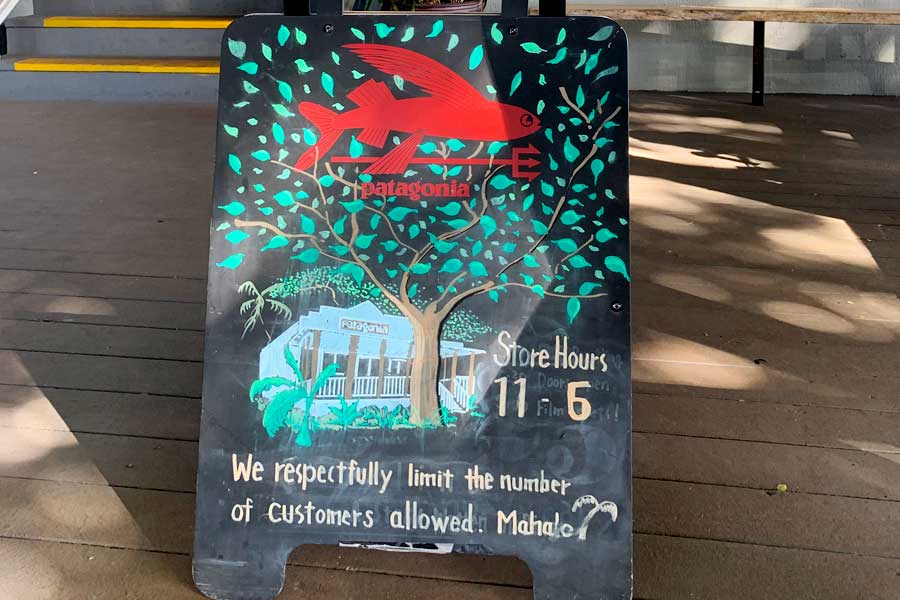 patagonia
patagonia
Store Hours
11 - 6
We respectfully limit the number
of customers allowed. Mahalo